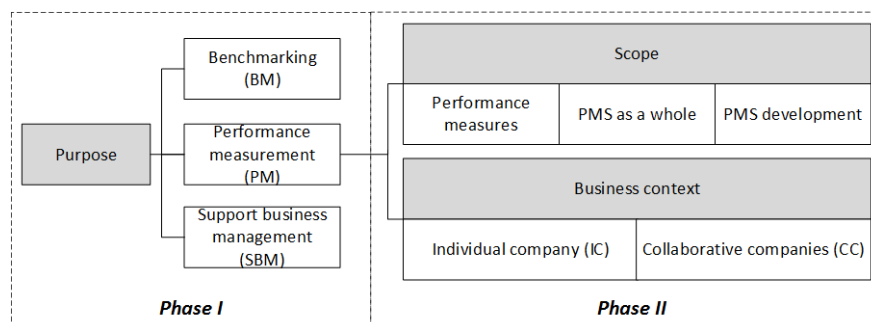 Purpose
Benchmarking
(BM)
Performance
measurement
(PM)
Support business
management
(SBM)
Phase I
Scope
Performance
measures
PMS as a whole
PMS development
Business context
Individual company (IC)
Collaborative companies (CC)
Phase II